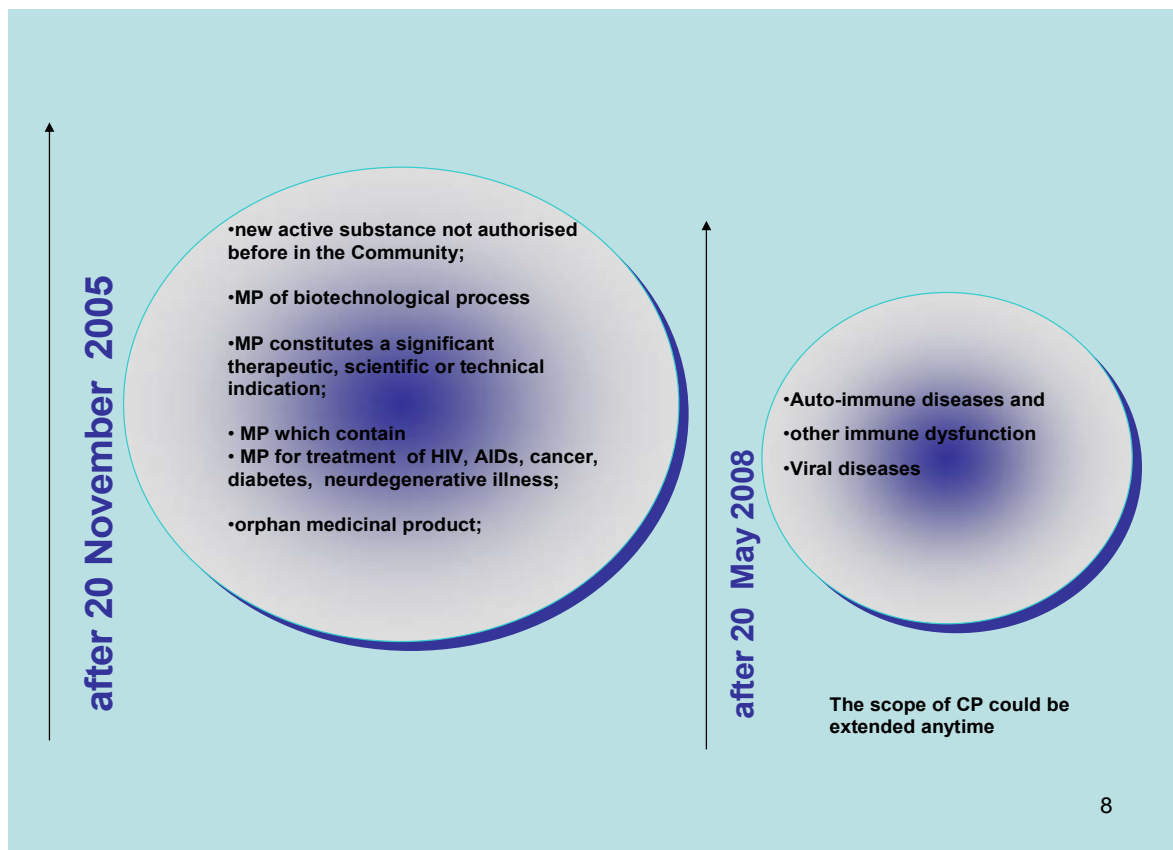 after 20 November 2005
•new active substance not authorised
before in the Community;
•MP of biotechnological process
•MP constitutes a significant
therapeutic, scientific or technical
indication;
• MP which contain
• MP for treatment of HIV, AIDs, cancer,
diabetes, neurdegenerative illness;
•orphan medicinal product;
after 20 May 2008
•Auto-immune diseases and
•other immune dysfunction
•Viral diseases
The scope of CP could be
extended anytime
8